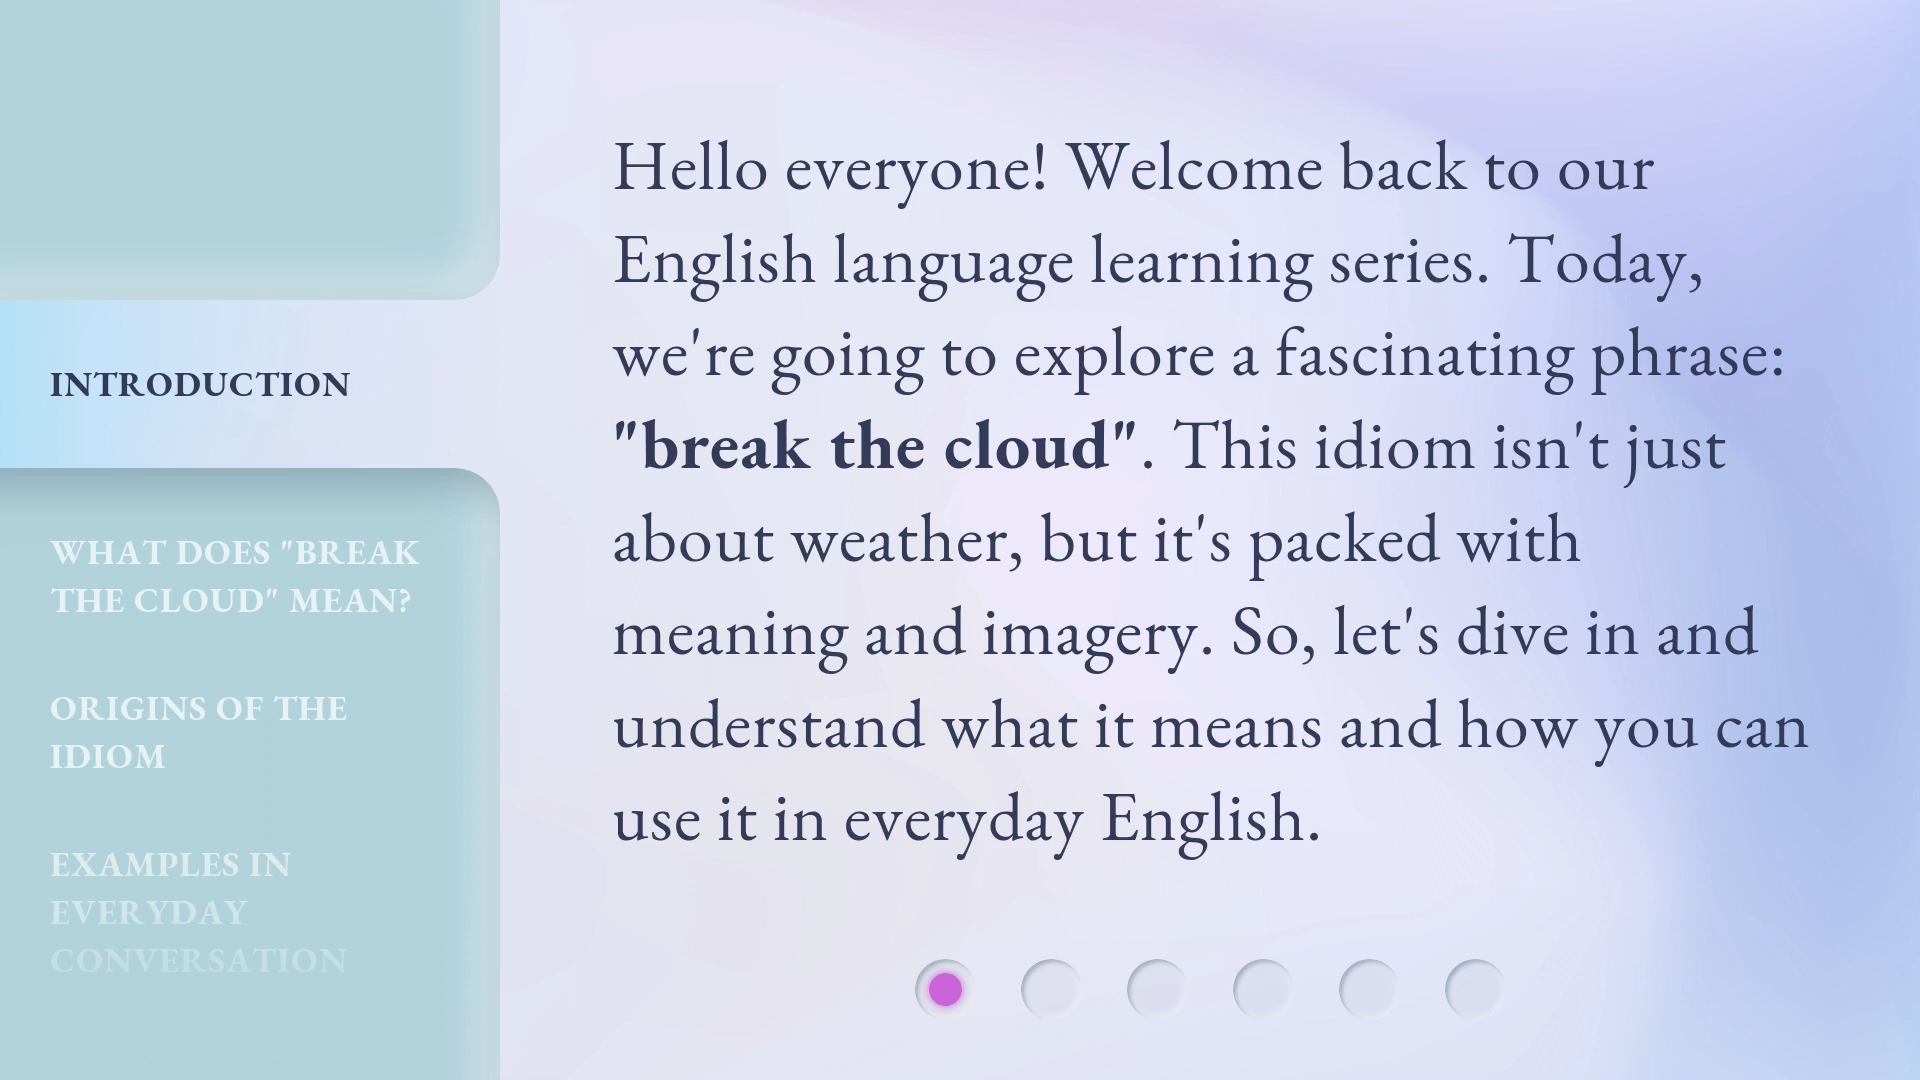 INTRODUCTION
WHAT DOES "BREAK
THE CLOUD" MEAN?
ORIGINS OF THE
IDIOM
EXAMPLES IN
EVERYDAY
CONVERSATION
Hello everyone! Welcome back to our
English language learning series. Today,
we're going to explore a fascinating phrase:
"break the cloud". This idiom isn't just
about weather, but it's packed with
meaning and imagery. So, let's dive in and
understand what it means and how you can
use it in everyday English.